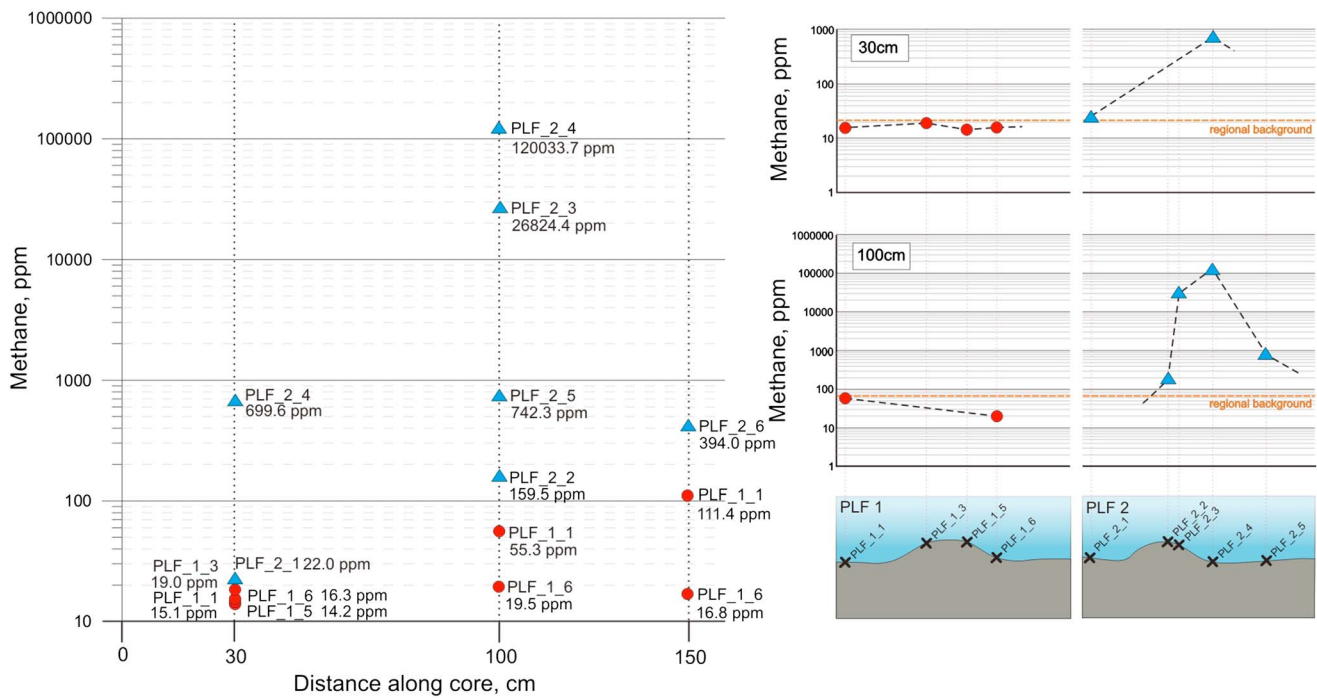 1000000
100000
10000
1000
100
10
Methane, ppm
PLF_2_4
120033.7 ppm
PLF_2_3
26824.4 ppm
PLF_2_4
699.6 ppm
PLF_2_5
742.3 ppm
PLF_2_6
394.0 ppm
PLF_2_2
159.5 ppm
PLF_1_1
111.4 ppm
PLF_1_1
55.3 ppm
PLF_1_3
19.0 ppm
PLF_2_1 22.0 ppm
PLF_1_1
15.1 ppm
PLF_1_6 16.3 ppm
PLF_1_5 14.2 ppm
PLF_1_6
19.5 ppm
PLF_1_6
16.8 ppm
0 30 100 150
Distance along core, cm
30cm
Methane, ppm
1000
100
10
1
regional background
100cm
Methane, ppm
1000000
100000
10000
1000
100
10
1
regional background
PLF 1
PLF_1_1
PLF_1_3
PLF_1_5
PLF_1_6
PLF 2
PLF_2_1
PLF_2_2
PLF_2_3
PLF_2_4
PLF_2_5